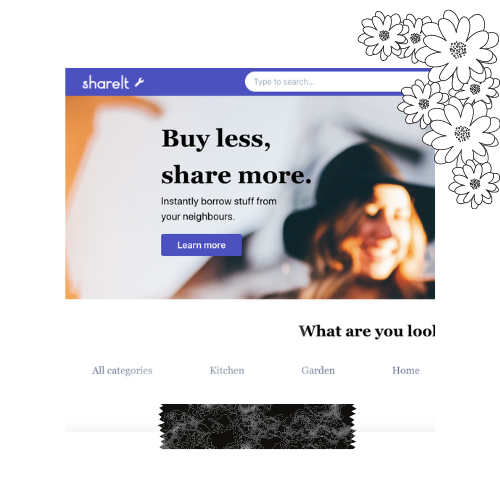 shareIt
Type to search...
Buy less,
share more.
Instantly borrow stuff from
your neighbours.
Learn more
What are you lool
All categories Kitchen Garden Home